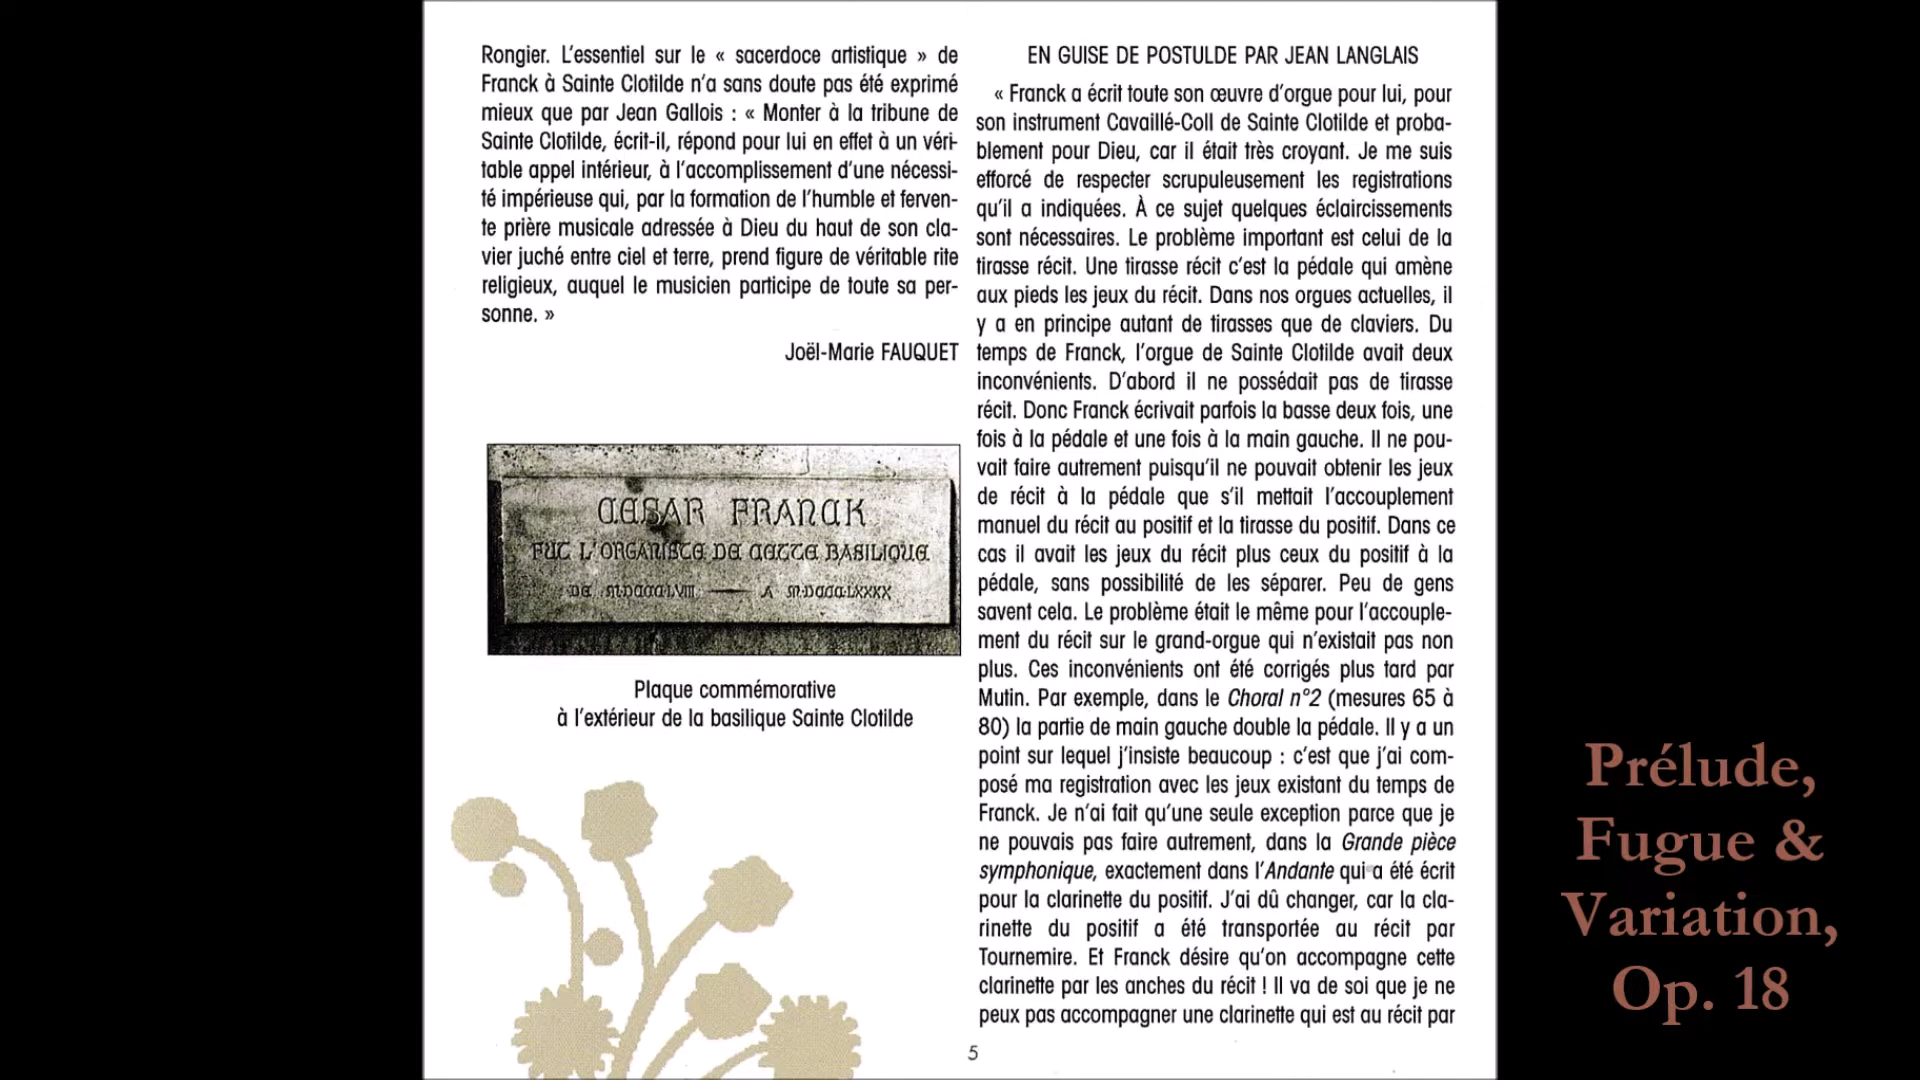 Rongier. L'essentiel sur le « sacerdoce artistique » de
Franck à Sainte Clotilde n'a sans doute pas été exprimé
mieux que par Jean Gallois : « Monter à la tribune de
Sainte Clotilde, écrit-il, répond pour lui en effet à un véri-
table appel intérieur, à l'accomplissement d'une nécessi-
té impérieuse qui, par la formation de l'humble et ferven-
te prière musicale adressée à Dieu du haut de son cla-
vier juché entre ciel et terre, prend figure de véritable rite
religieux, auquel le musicien participe de toute sa per-
sonne. »
Joël-Marie FAUQUET
CESAR FRANCK
FUT L'ORGANISTE DE CETTE BASILIQUE
DE M·DCCC·LVIII — A M·DCCC·LXXXX
Plaque commémorative
à l'extérieur de la basilique Sainte Clotilde
EN GUISE DE POSTULDE PAR JEAN LANGLAIS
« Franck a écrit toute son œuvre d'orgue pour lui, pour
son instrument Cavaillé-Coll de Sainte Clotilde et proba-
blement pour Dieu, car il était très croyant. Je me suis
efforcé de respecter scrupuleusement les registrations
qu'il a indiquées. À ce sujet quelques éclaircissements
sont nécessaires. Le problème important est celui de la
tirasse récit. Une tirasse récit c'est la pédale qui amène
aux pieds les jeux du récit. Dans nos orgues actuelles, il
y a en principe autant de tirasses que de claviers. Du
temps de Franck, l'orgue de Sainte Clotilde avait deux
inconvénients. D'abord il ne possédait pas de tirasse
récit. Donc Franck écrivait parfois la basse deux fois, une
fois à la pédale et une fois à la main gauche. Il ne pou-
vait faire autrement puisqu'il ne pouvait obtenir les jeux
de récit à la pédale que s'il mettait l'accouplement
manuel du récit au positif et la tirasse du positif. Dans ce
cas il avait les jeux du récit plus ceux du positif à la
pédale, sans possibilité de les séparer. Peu de gens
savent cela. Le problème était le même pour l'accouple-
ment du récit sur le grand-orgue qui n'existait pas non
plus. Ces inconvénients ont été corrigés plus tard par
Mutin. Par exemple, dans le Choral n°2 (mesures 65 à
80) la partie de main gauche double la pédale. Il y a un
point sur lequel j'insiste beaucoup : c'est que j'ai com-
posé ma registration avec les jeux existant du temps de
Franck. Je n'ai fait qu'une seule exception parce que je
ne pouvais pas faire autrement, dans la Grande pièce
symphonique, exactement dans l'Andante qui a été écrit
pour la clarinette du positif. J'ai dû changer, car la cla-
rinette du positif a été transportée au récit par
Tournemire. Et Franck désire qu'on accompagne cette
clarinette par les anches du récit ! Il va de soi que je ne
peux pas accompagner une clarinette qui est au récit par
5
Prélude,
Fugue &
Variation,
Op. 18